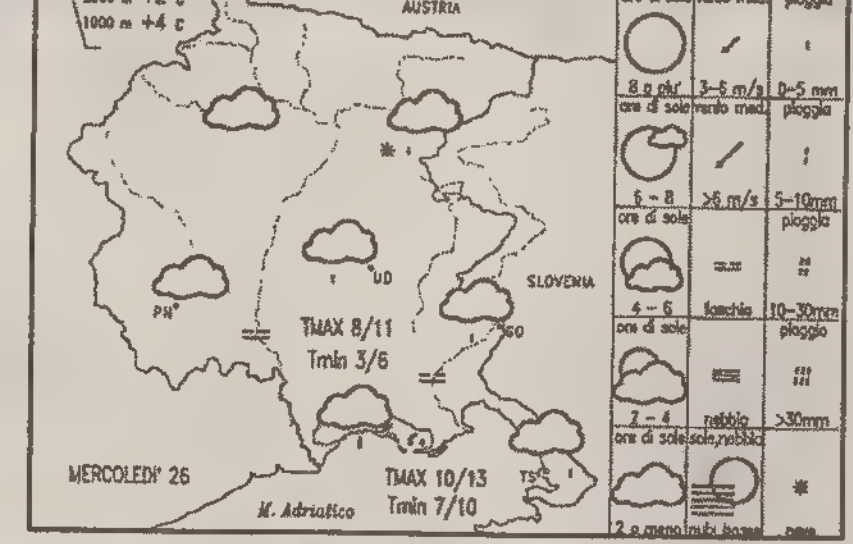 AUSTRIA
1000 m +4 c
SLOVENIA
UD
PN
GO
TMAX 8/11
Tmin 3/6
TS
MERCOLEDI' 26
TMAX 10/13
Tmin 7/10
M. Adriatico
pioggia
8 o piu' 3-6 m/s 0-5 mm
ore di sole vento med. pioggia
6 - 8 >6 m/s 5-10mm
ore di sole pioggia
4 - 6 foschia 10-30mm
ore di sole pioggia
2 - 4 nebbia >30mm
ore di sole sole,nebbia
2 o meno nubi basse neve